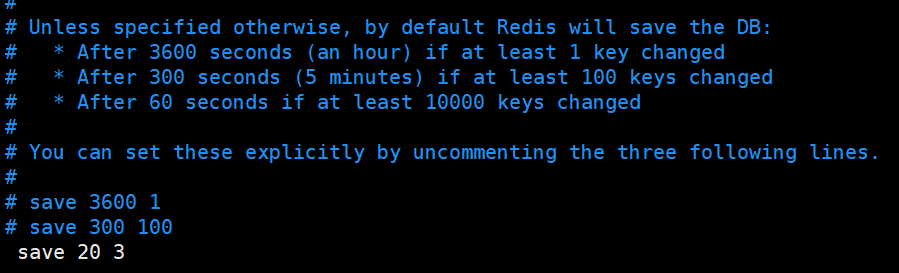 #
# Unless specified otherwise, by default Redis will save the DB:
#   * After 3600 seconds (an hour) if at least 1 key changed
#   * After 300 seconds (5 minutes) if at least 100 keys changed
#   * After 60 seconds if at least 10000 keys changed
#
# You can set these explicitly by uncommenting the three following lines.
#
# save 3600 1
# save 300 100
 save 20 3